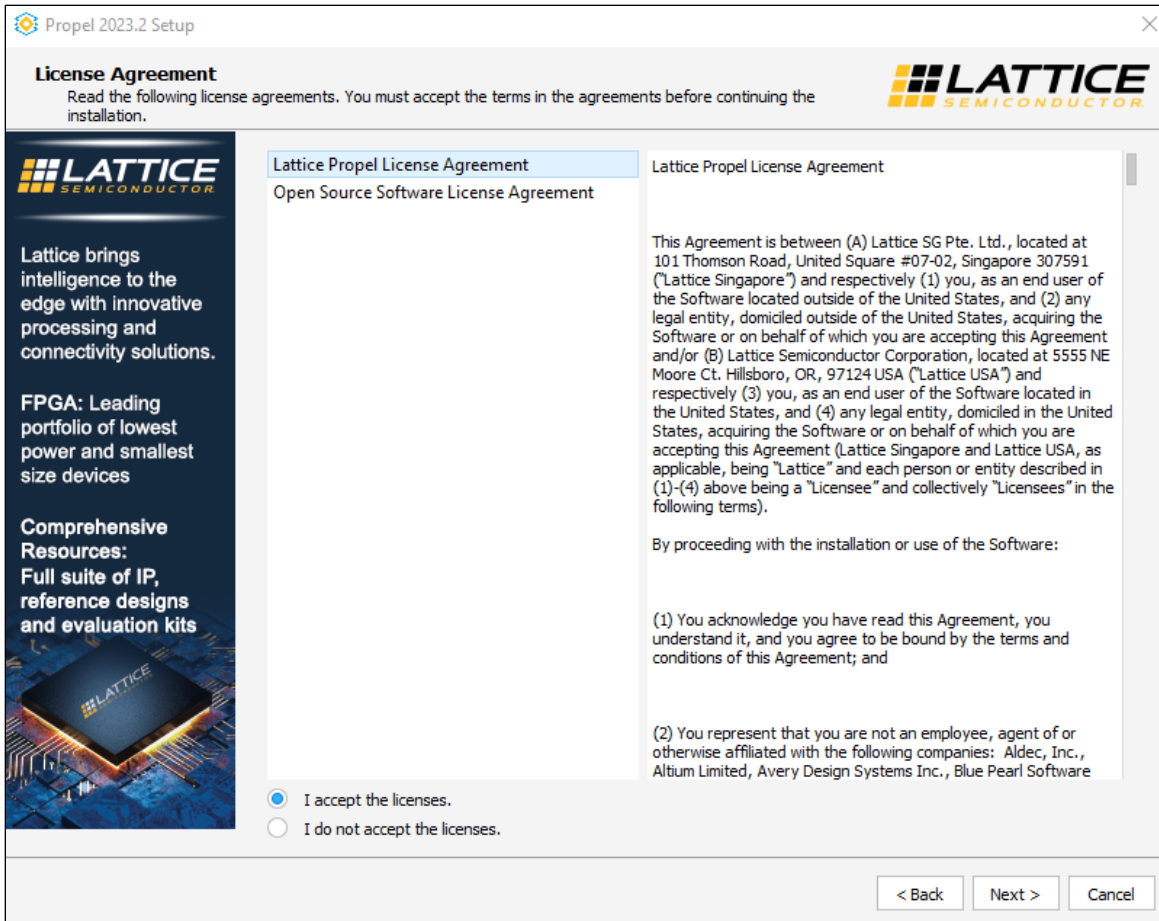 Propel 2023.2 Setup
License Agreement
Read the following license agreements. You must accept the terms in the agreements before continuing the
installation.
LATTICE
SEMICONDUCTOR
LATTICE
SEMICONDUCTOR
Lattice brings
intelligence to the
edge with innovative
processing and
connectivity solutions.
FPGA: Leading
portfolio of lowest
power and smallest
size devices
Comprehensive
Resources:
Full suite of IP,
reference designs
and evaluation kits
LATTICE
Lattice Propel License Agreement
Open Source Software License Agreement
Lattice Propel License Agreement
This Agreement is between (A) Lattice SG Pte. Ltd., located at
101 Thomson Road, United Square #07-02, Singapore 307591
("Lattice Singapore") and respectively (1) you, as an end user of
the Software located outside of the United States, and (2) any
legal entity, domiciled outside of the United States, acquiring the
Software or on behalf of which you are accepting this Agreement
and/or (B) Lattice Semiconductor Corporation, located at 5555 NE
Moore Ct. Hillsboro, OR, 97124 USA ("Lattice USA") and
respectively (3) you, as an end user of the Software located in
the United States, and (4) any legal entity, domiciled in the United
States, acquiring the Software or on behalf of which you are
accepting this Agreement (Lattice Singapore and Lattice USA, as
applicable, being "Lattice" and each person or entity described in
(1)-(4) above being a "Licensee" and collectively "Licensees" in the
following terms).
By proceeding with the installation or use of the Software:
(1) You acknowledge you have read this Agreement, you
understand it, and you agree to be bound by the terms and
conditions of this Agreement; and
(2) You represent that you are not an employee, agent of or
otherwise affiliated with the following companies: Aldec, Inc.,
Altium Limited, Avery Design Systems Inc., Blue Pearl Software
I accept the licenses.
I do not accept the licenses.
< Back
Next >
Cancel